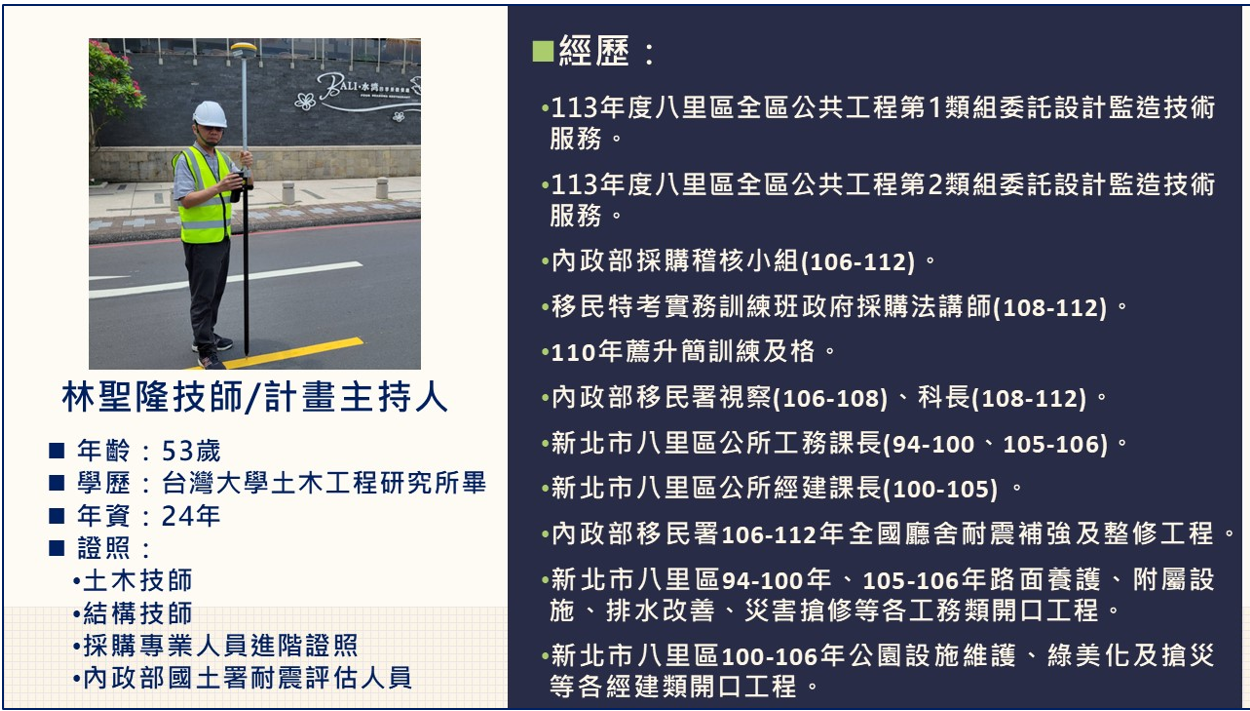 BALI·水灣
林聖隆技師/計畫主持人
■ 年齡：53歲
■ 學歷：台灣大學土木工程研究所畢
■ 年資：24年
■ 證照：
•土木技師
•結構技師
•採購專業人員進階證照
•內政部國土署耐震評估人員
■經歷：
•113年度八里區全區公共工程第1類組委託設計監造技術
服務。
•113年度八里區全區公共工程第2類組委託設計監造技術
服務。
•內政部採購稽核小組(106-112)。
•移民特考實務訓練班政府採購法講師(108-112)。
•110年薦升簡訓練及格。
•內政部移民署視察(106-108)、科長(108-112)。
•新北市八里區公所工務課長(94-100、105-106)。
•新北市八里區公所經建課長(100-105)。
•內政部移民署106-112年全國廳舍耐震補強及整修工程。
•新北市八里區94-100年、105-106年路面養護、附屬設
施、排水改善、災害搶修等各工務類開口工程。
•新北市八里區100-106年公園設施維護、綠美化及搶災
等各經建類開口工程。